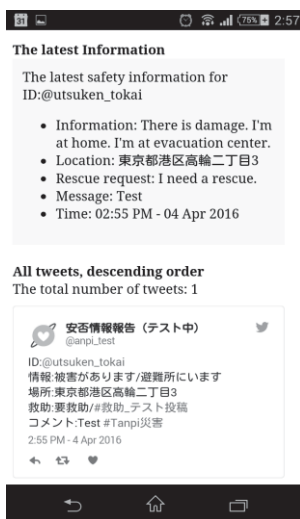 31
75% 2:57
The latest Information
The latest safety information for
ID:@utsuken_tokai
Information: There is damage. I'm
at home. I'm at evacuation center.
Location: 東京都港区高輪二丁目3
Rescue request: I need a rescue.
Message: Test
Time: 02:55 PM - 04 Apr 2016
All tweets, descending order
The total number of tweets: 1
安否情報報告（テスト中）
@anpi_test
ID:@utsuken_tokai
情報:被害があります/避難所にいます
場所:東京都港区高輪二丁目3
救助:要救助/#救助_テスト投稿
コメント:Test #Tanpi災害
2:55 PM - 4 Apr 2016